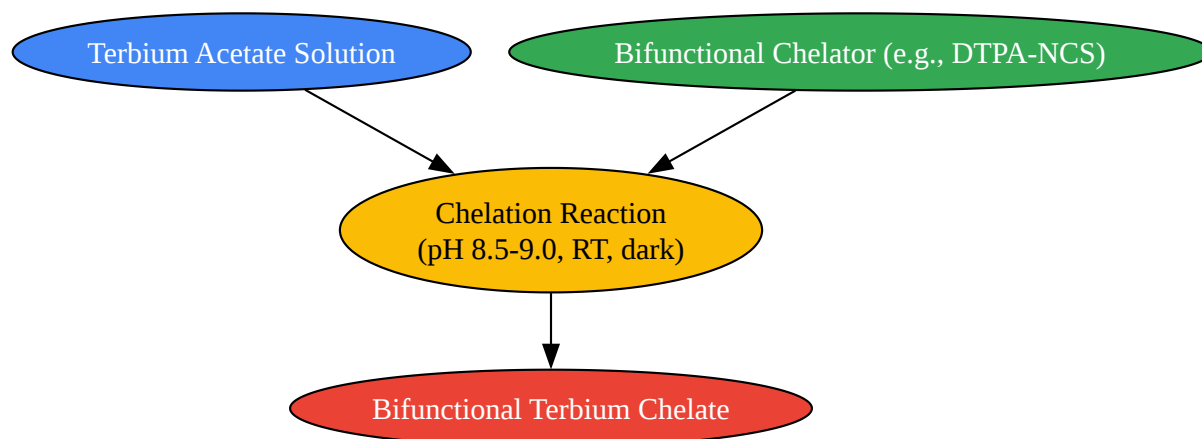 Terbium Acetate Solution
Bifunctional Chelator (e.g., DTPA-NCS)
Chelation Reaction
(pH 8.5-9.0, RT, dark)
Bifunctional Terbium Chelate